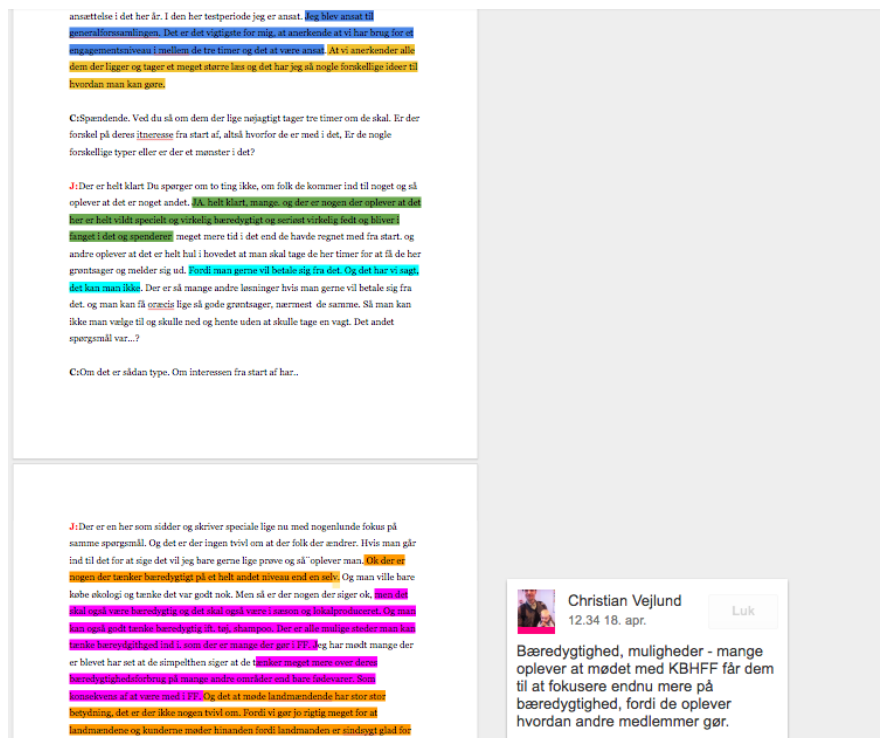 ansættelse i det her år. I den her testperiode jeg er ansat. Jeg blev ansat til
generalforssamlingen. Det er det vigtigste for mig, at anerkende at vi har brug for et
engagementsniveau i mellem de tre timer og det at være ansat. At vi anerkender alle
dem der ligger og tager et meget større læs og det har jeg så nogle forskellige ideer til
hvordan man kan gøre.
C:Spændende. Ved du så om dem der lige nøjagtigt tager tre timer om de skal. Er der
forskel på deres itneresse fra start af, altså hvorfor de er med i det, Er de nogle
forskellige typer eller er der et mønster i det?
J:Der er helt klart Du spørger om to ting ikke, om folk de kommer ind til noget og så
oplever at det er noget andet. JA. helt klart, mange. og der er nogen der oplever at det
her er helt vildt specielt og virkelig bæredygtigt og seriøst virkelig fedt og bliver i
fanget i det og spenderer meget mere tid i det end de havde regnet med fra start. og
andre oplever at det er helt hul i hovedet at man skal tage de her timer for at få de her
grøntsager og melder sig ud. Fordi man gerne vil betale sig fra det. Og det har vi sagt,
det kan man ikke. Der er så mange andre løsninger hvis man gerne vil betale sig fra
det. og man kan få oræcis lige så gode grøntsager, nærmest de samme. Så man kan
ikke man vælge til og skulle ned og hente uden at skulle tage en vagt. Det andet
spørgsmål var...?
C:Om det er sådan type. Om interessen fra start af har..
J:Der er en her som sidder og skriver speciale lige nu med nogenlunde fokus på
samme spørgsmål. Og det er der ingen tvivl om at der folk der ændrer. Hvis man går
ind til det for at sige det vil jeg bare gerne lige prøve og så¨oplever man. Ok der er
nogen der tænker bæredygtigt på et helt andet niveau end en selv. Og man ville bare
købe økologi og tænke det var godt nok. Men så er der nogen der siger ok, men det
skal også være bæredygtig og det skal også være i sæson og lokalproduceret. Og man
kan også godt tænke bæredygtig ift. tøj, shampoo. Der er alle mulige steder man kan
tænke bæreydgithged ind i. som der er mange der gør i FF. Jeg har mødt mange der
er blevet har set at de simpelthen siger at de tænker meget mere over deres
bæredygtighedsforbrug på mange andre områder end bare fødevarer. Som
konsekvens af at være med i FF. Og det at møde landmændende har stor stor
betydning, det er der ikke nogen tvivl om. Fordi vi gør jo rigtig meget for at
landmændene og kunderne møder hinanden fordi landmanden er sindsygt glad for
Christian Vejlund
12.34 18. apr.
Luk
Bæredygtighed, muligheder - mange
oplever at mødet med KBHFF får dem
til at fokusere endnu mere på
bæredygtighed, fordi de oplever
hvordan andre medlemmer gør.